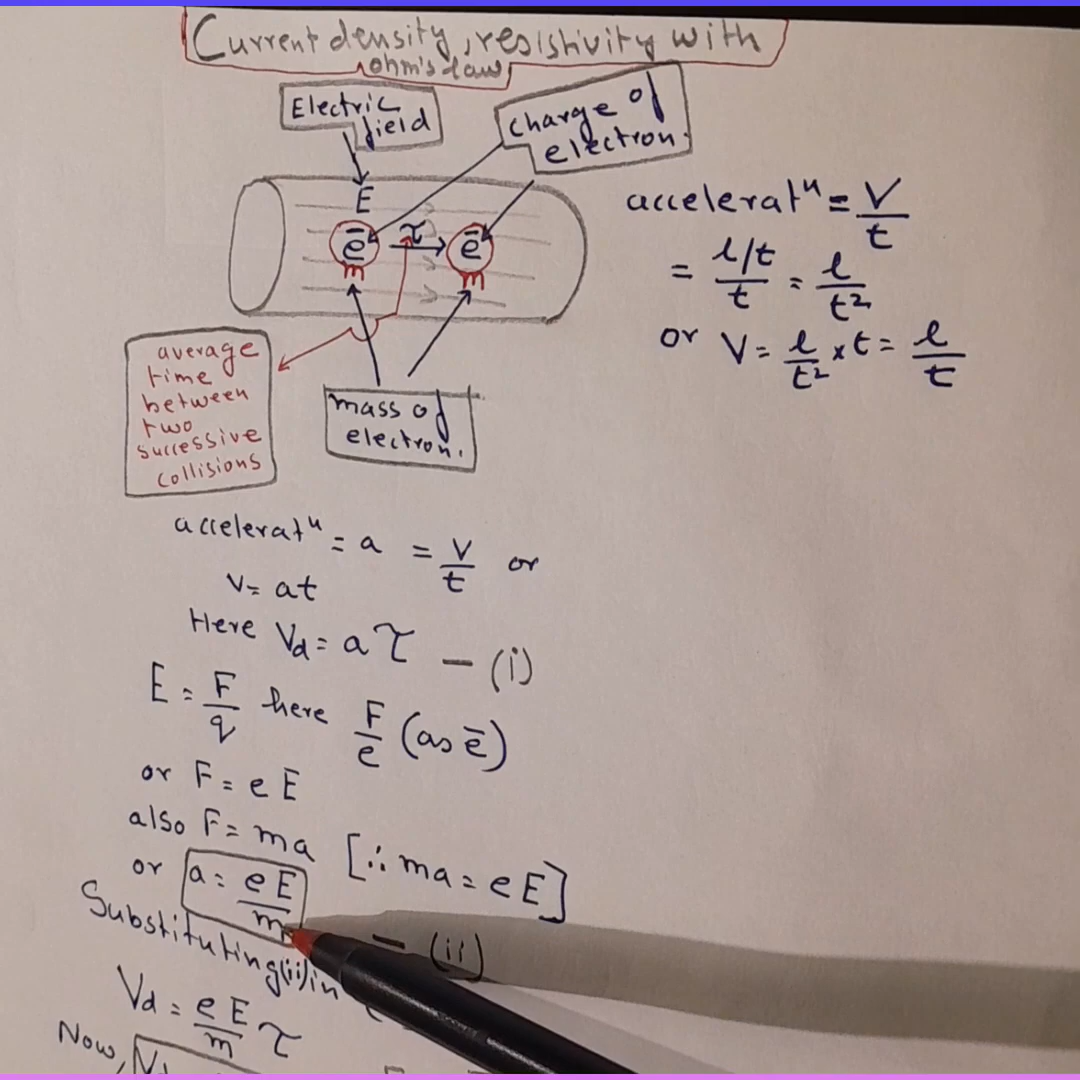 Current density, resistivity with
ohm's law
Electric
field
charge of
electron.
E
e̅ τ e̅
m m
average
time
between
two
successive
collisions
mass of
electron.
acceleratⁿ = V/t
= l/t/t = l/t²
or V = l/t² × t = l/t
acceleratⁿ = a = V/t or
V = at
Here Vd = aτ — (i)
E = F/q here F/e (as e̅)
or F = eE
also F = ma [∴ ma = eE]
or a = eE/m — (ii)
Substituting (ii) in
Vd = eE/m τ
Now,